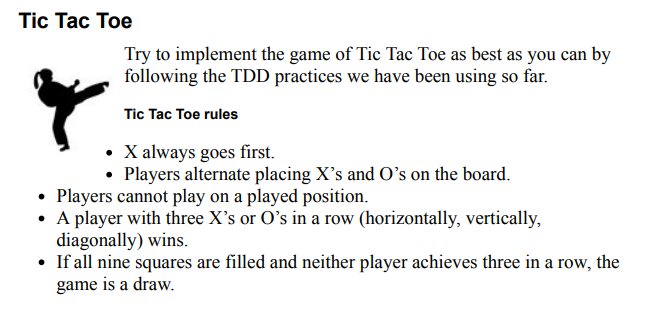 Tic Tac Toe
Try to implement the game of Tic Tac Toe as best as you can by
following the TDD practices we have been using so far.
Tic Tac Toe rules
• X always goes first.
• Players alternate placing X’s and O’s on the board.
• Players cannot play on a played position.
• A player with three X’s or O’s in a row (horizontally, vertically,
diagonally) wins.
• If all nine squares are filled and neither player achieves three in a row, the
game is a draw.